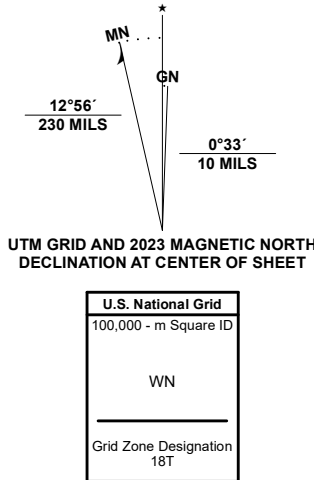 ★
MN
GN
12°56´
230 MILS
0°33´
10 MILS
UTM GRID AND 2023 MAGNETIC NORTH
DECLINATION AT CENTER OF SHEET
U.S. National Grid
100,000 - m Square ID
WN
Grid Zone Designation
18T